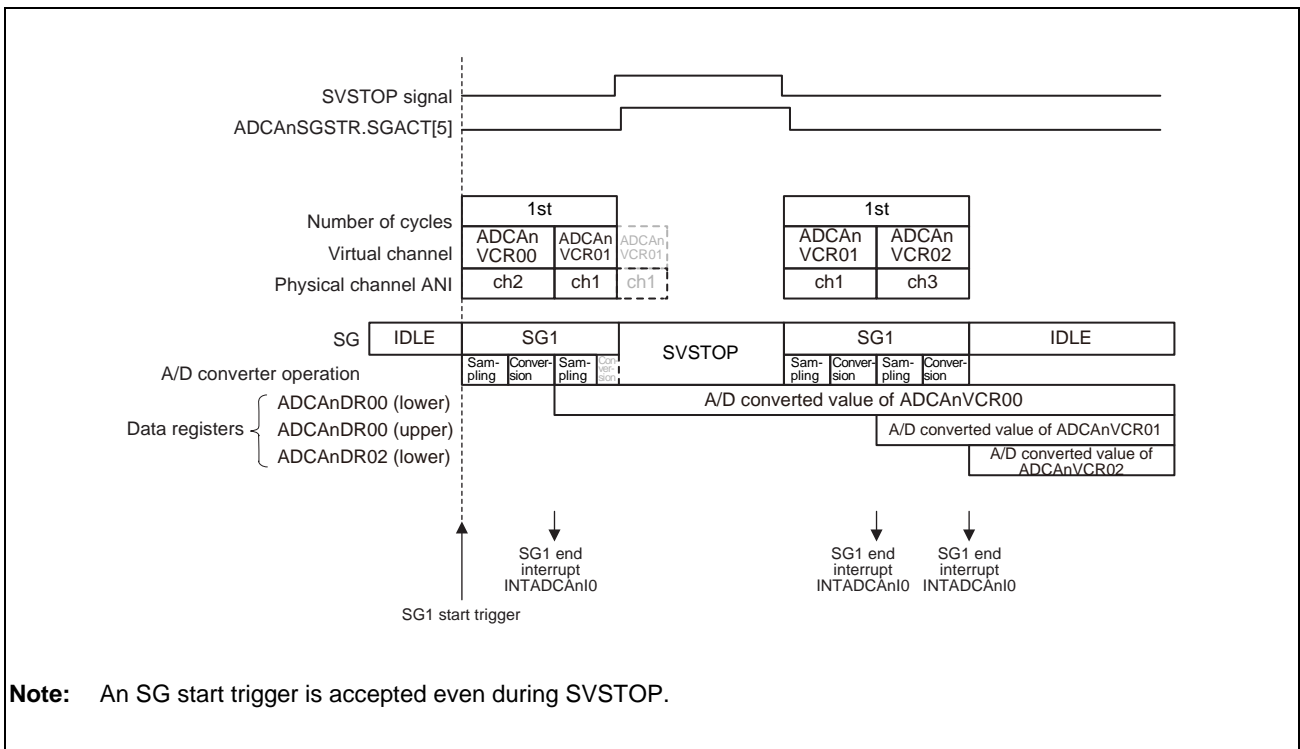 SVSTOP signal
ADCAnSGSTR.SGACT[5]
Number of cycles
1st
1st
Virtual channel
ADCAn
VCR00
ADCAn
VCR01
ADCAn
VCR01
ADCAn
VCR01
ADCAn
VCR02
Physical channel ANI
ch2
ch1
ch1
ch1
ch3
SG
IDLE
SG1
SVSTOP
SG1
IDLE
A/D converter operation
Sam-
pling
Conver-
sion
Sam-
pling
Con-
ver-
sion
Sam-
pling
Conver-
sion
Sam-
pling
Conver-
sion
Data registers
ADCAnDR00 (lower)
A/D converted value of ADCAnVCR00
ADCAnDR00 (upper)
A/D converted value of ADCAnVCR01
ADCAnDR02 (lower)
A/D converted value of
ADCAnVCR02
SG1 end
interrupt
INTADCAnI0
SG1 end
interrupt
INTADCAnI0
SG1 end
interrupt
INTADCAnI0
SG1 start trigger
Note: An SG start trigger is accepted even during SVSTOP.